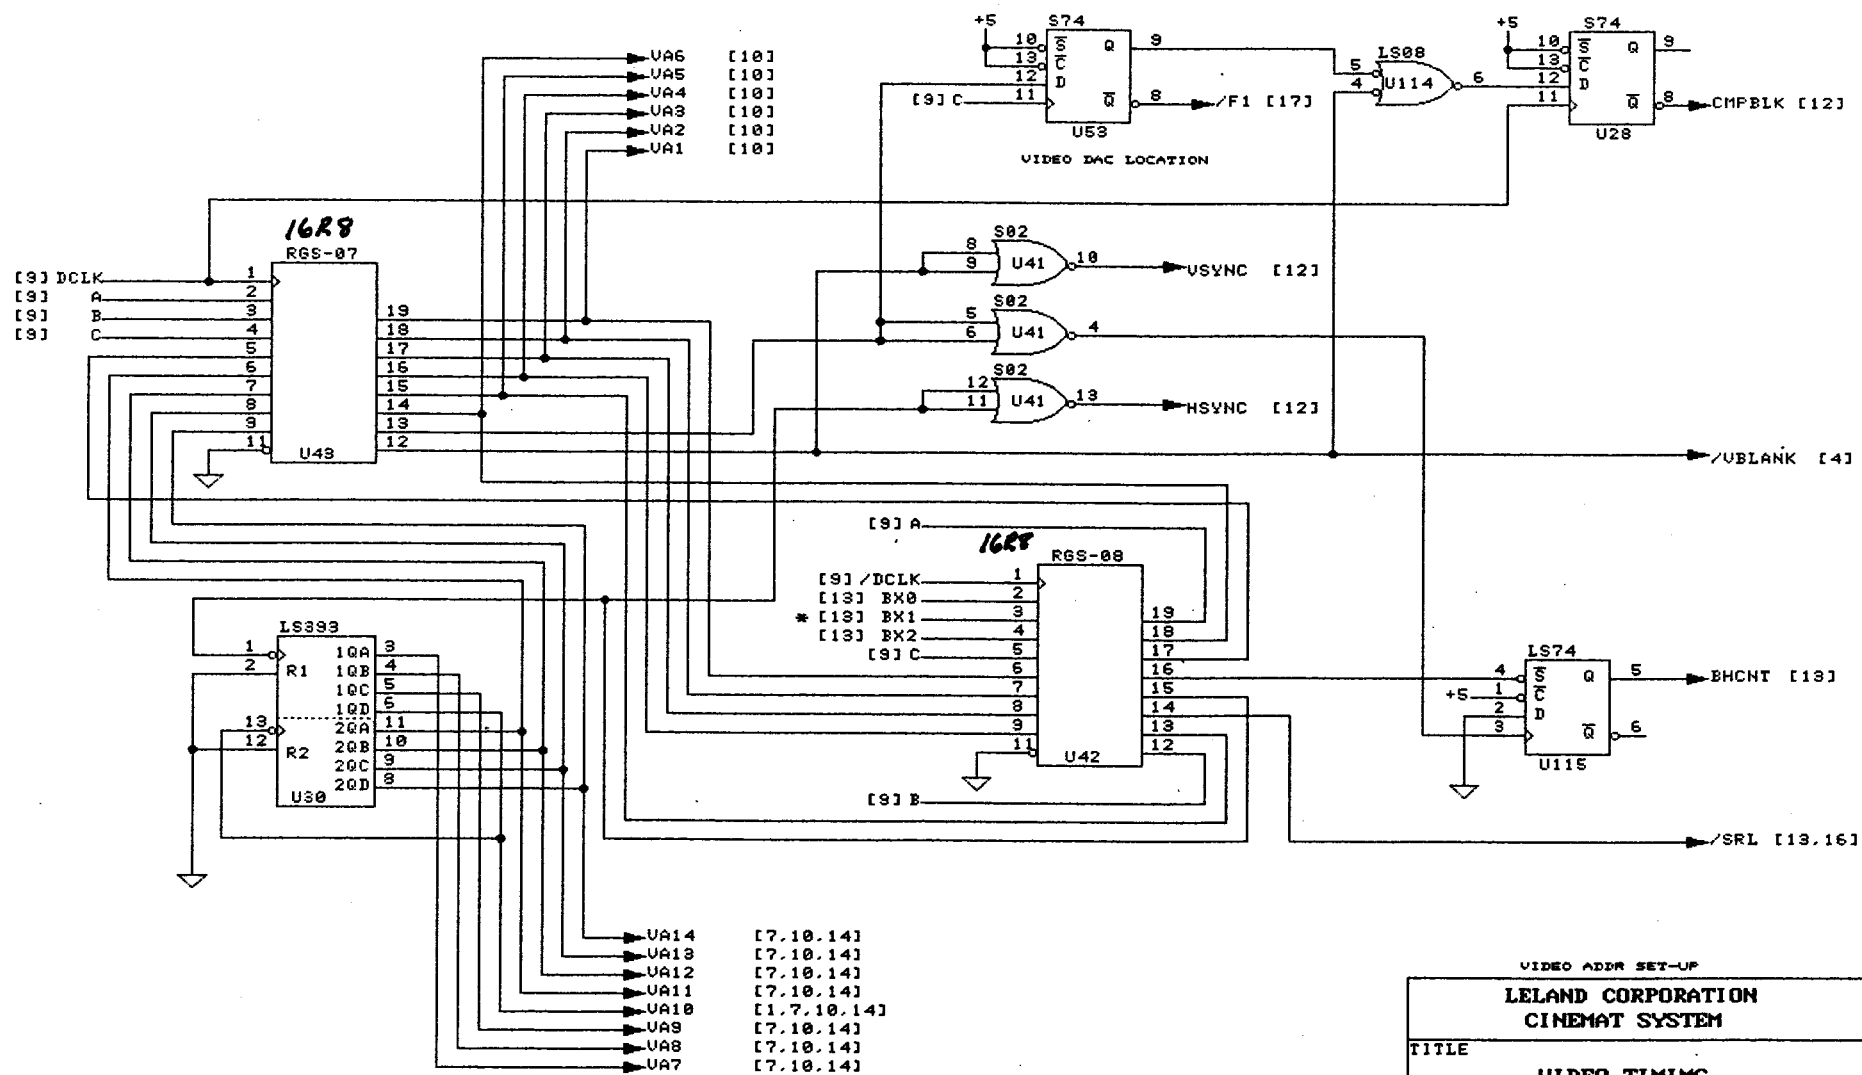 VA6 [10]
VA5 [10]
VA4 [10]
VA3 [10]
VA2 [10]
VA1 [10]
+5
S74
10 S Q 9
13 C
12 D
[9] C 11 Q 8 /F1 [17]
U53
VIDEO DAC LOCATION
LS08
5
4 U114 6
+5
S74
10 S Q 9
13 C
12 D
11 Q 8 CMPBLK [12]
U28
16R8
RGS-07
[9] DCLK 1
[9] A 2
[9] B 3
[9] C 4
5
6
7
8
9
11
19
18
17
16
15
14
13
12
U43
S02
8
9 U41 10 VSYNC [12]
S02
5
6 U41 4
S02
12
11 U41 13 HSYNC [12]
/VBLANK [4]
[9] A
16R8
RGS-08
[9] /DCLK 1
[13] BX0 2
* [13] BX1 3
[13] BX2 4
[9] C 5
6
7
8
9
11
19
18
17
16
15
14
13
12
U42
[9] B
LS74
4 S Q 5 BHCNT [13]
+5 1 C
2 D
3 Q 6
U115
/SRL [13,16]
LS393
1 1QA 3
2 R1 1QB 4
1QC 5
1QD 6
13 2QA 11
12 R2 2QB 10
2QC 9
2QD 8
U30
VA14 [7,10,14]
VA13 [7,10,14]
VA12 [7,10,14]
VA11 [7,10,14]
VA10 [1,7,10,14]
VA9 [7,10,14]
VA8 [7,10,14]
VA7 [7,10,14]
VIDEO ADDR SET-UP
LELAND CORPORATION
CINEMAT SYSTEM
TITLE
VIDEO TIMING